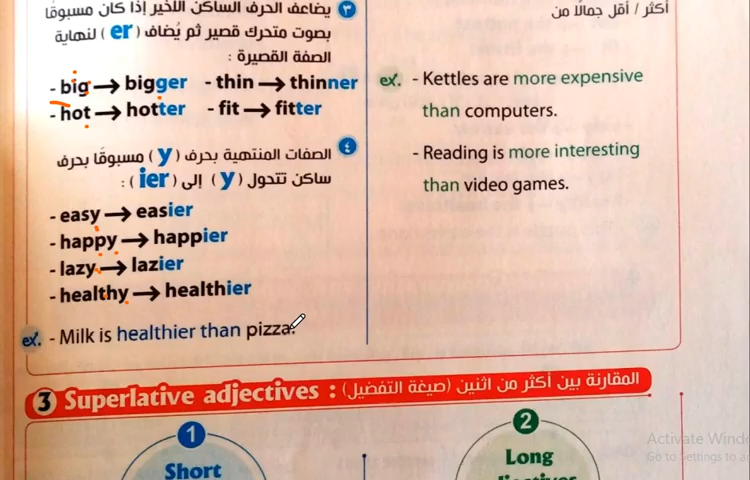 ٣ يضاعف الحرف الساكن الأخير إذا كان مسبوقًا
بصوت متحرك قصير ثم يُضاف (er) لنهاية
الصفة القصيرة :
- big → bigger - thin → thinner
- hot → hotter - fit → fitter
٤ الصفات المنتهية بحرف (y) مسبوقًا بحرف
ساكن تتحول (y) إلى (ier) :
- easy → easier
- happy → happier
- lazy → lazier
- healthy → healthier
ex. - Milk is healthier than pizza.
أكثر / أقل جمالًا من
ex. - Kettles are more expensive
than computers.
- Reading is more interesting
than video games.
3 Superlative adjectives : المقارنة بين أكثر من اثنين (صيغة التفضيل)
1
Short
2
Long
Activate Windo
Go to Settings to a